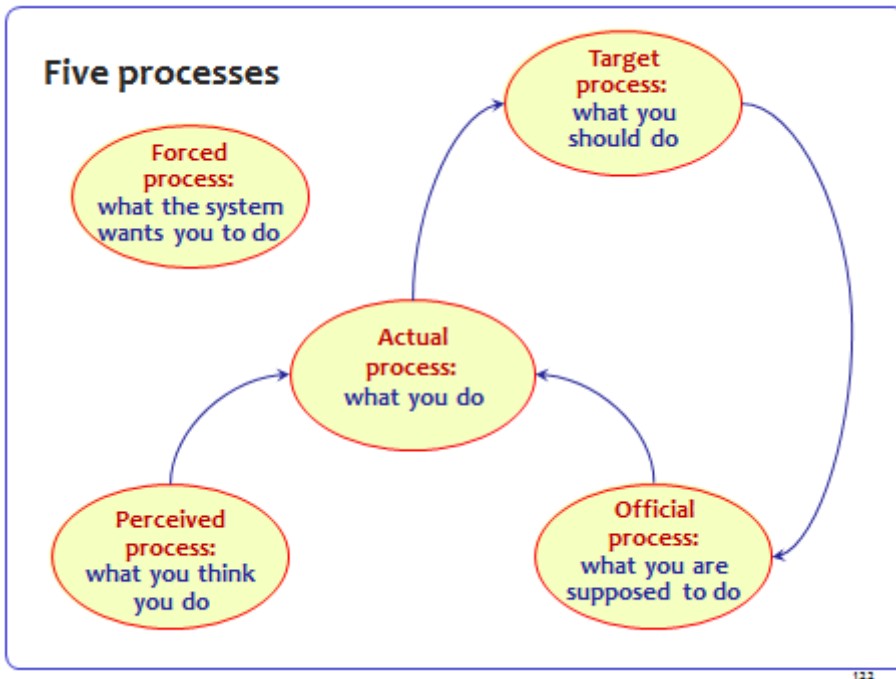 Five processes
Target
process:
what you
should do
Forced
process:
what the system
wants you to do
Actual
process:
what you do
Perceived
process:
what you think
you do
Official
process:
what you are
supposed to do